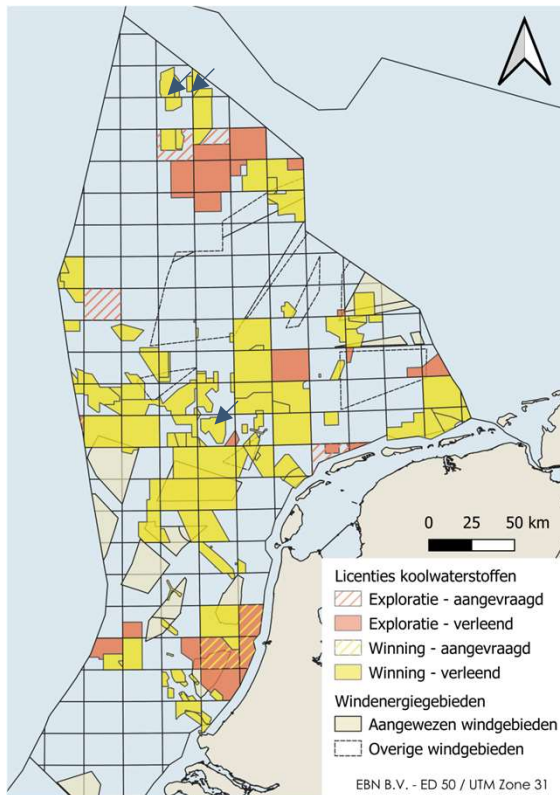 0 25 50 km
Licenties koolwaterstoffen
Exploratie - aangevraagd
Exploratie - verleend
Winning - aangevraagd
Winning - verleend
Windenergiegebieden
Aangewezen windgebieden
Overige windgebieden
EBN B.V. - ED 50 / UTM Zone 31